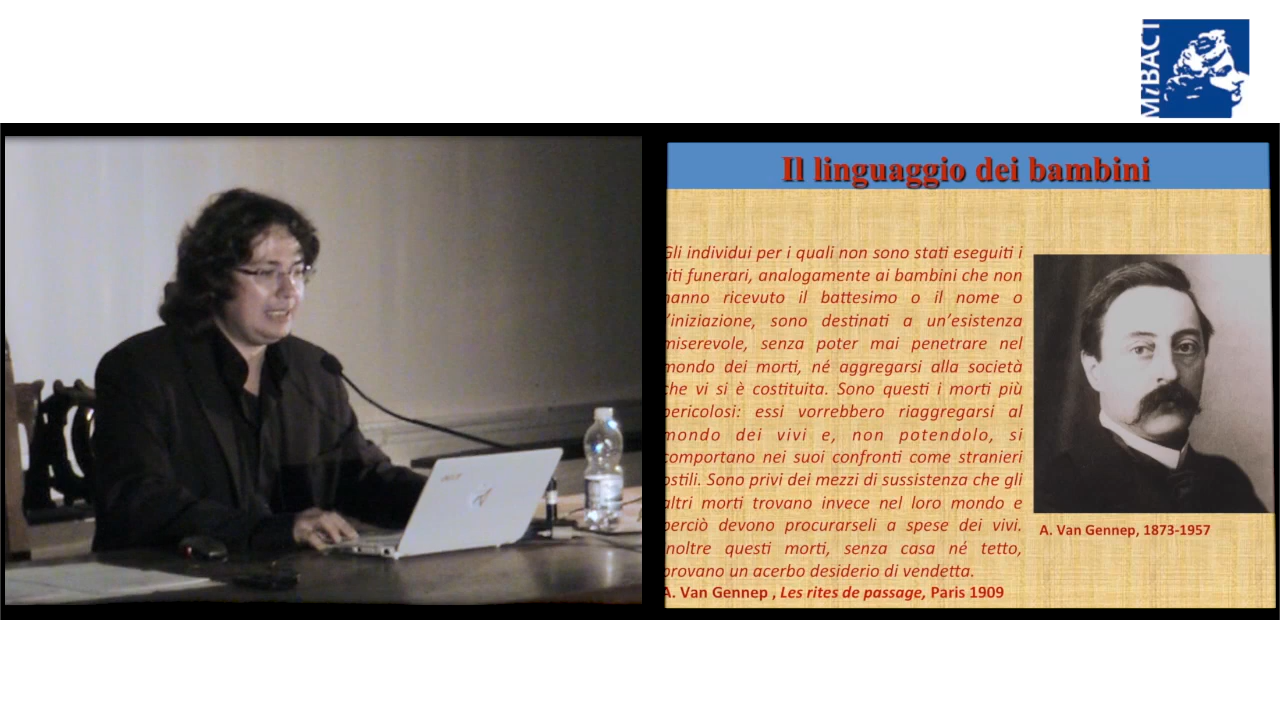 MiBACT
Il linguaggio dei bambini
Gli individui per i quali non sono stati eseguiti i
riti funerari, analogamente ai bambini che non
hanno ricevuto il battesimo o il nome o
l'iniziazione, sono destinati a un'esistenza
miserevole, senza poter mai penetrare nel
mondo dei morti, né aggregarsi alla società
che vi si è costituita. Sono questi i morti più
pericolosi: essi vorrebbero riaggregarsi al
mondo dei vivi e, non potendolo, si
comportano nei suoi confronti come stranieri
ostili. Sono privi dei mezzi di sussistenza che gli
altri morti trovano invece nel loro mondo e
perciò devono procurarseli a spese dei vivi.
Inoltre questi morti, senza casa né tetto,
provano un acerbo desiderio di vendetta.
A. Van Gennep , Les rites de passage, Paris 1909
A. Van Gennep, 1873-1957